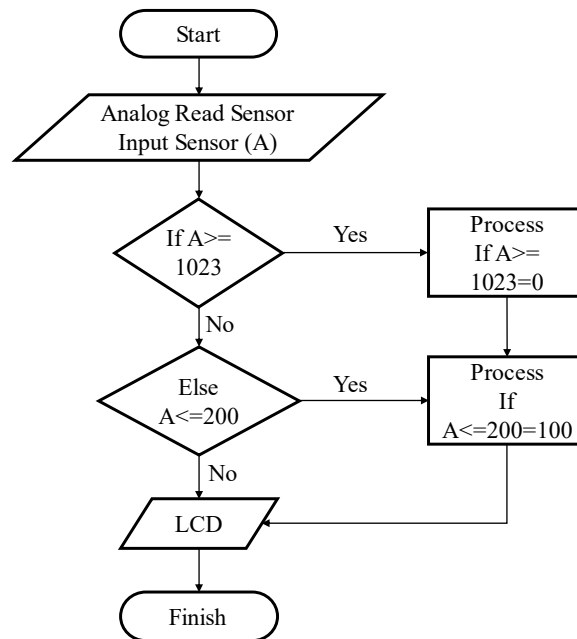 Start
Analog Read Sensor
Input Sensor (A)
If A>=
1023
Yes
Process
If A>=
1023=0
No
Else
A<=200
Yes
Process
If
A<=200=100
No
LCD
Finish